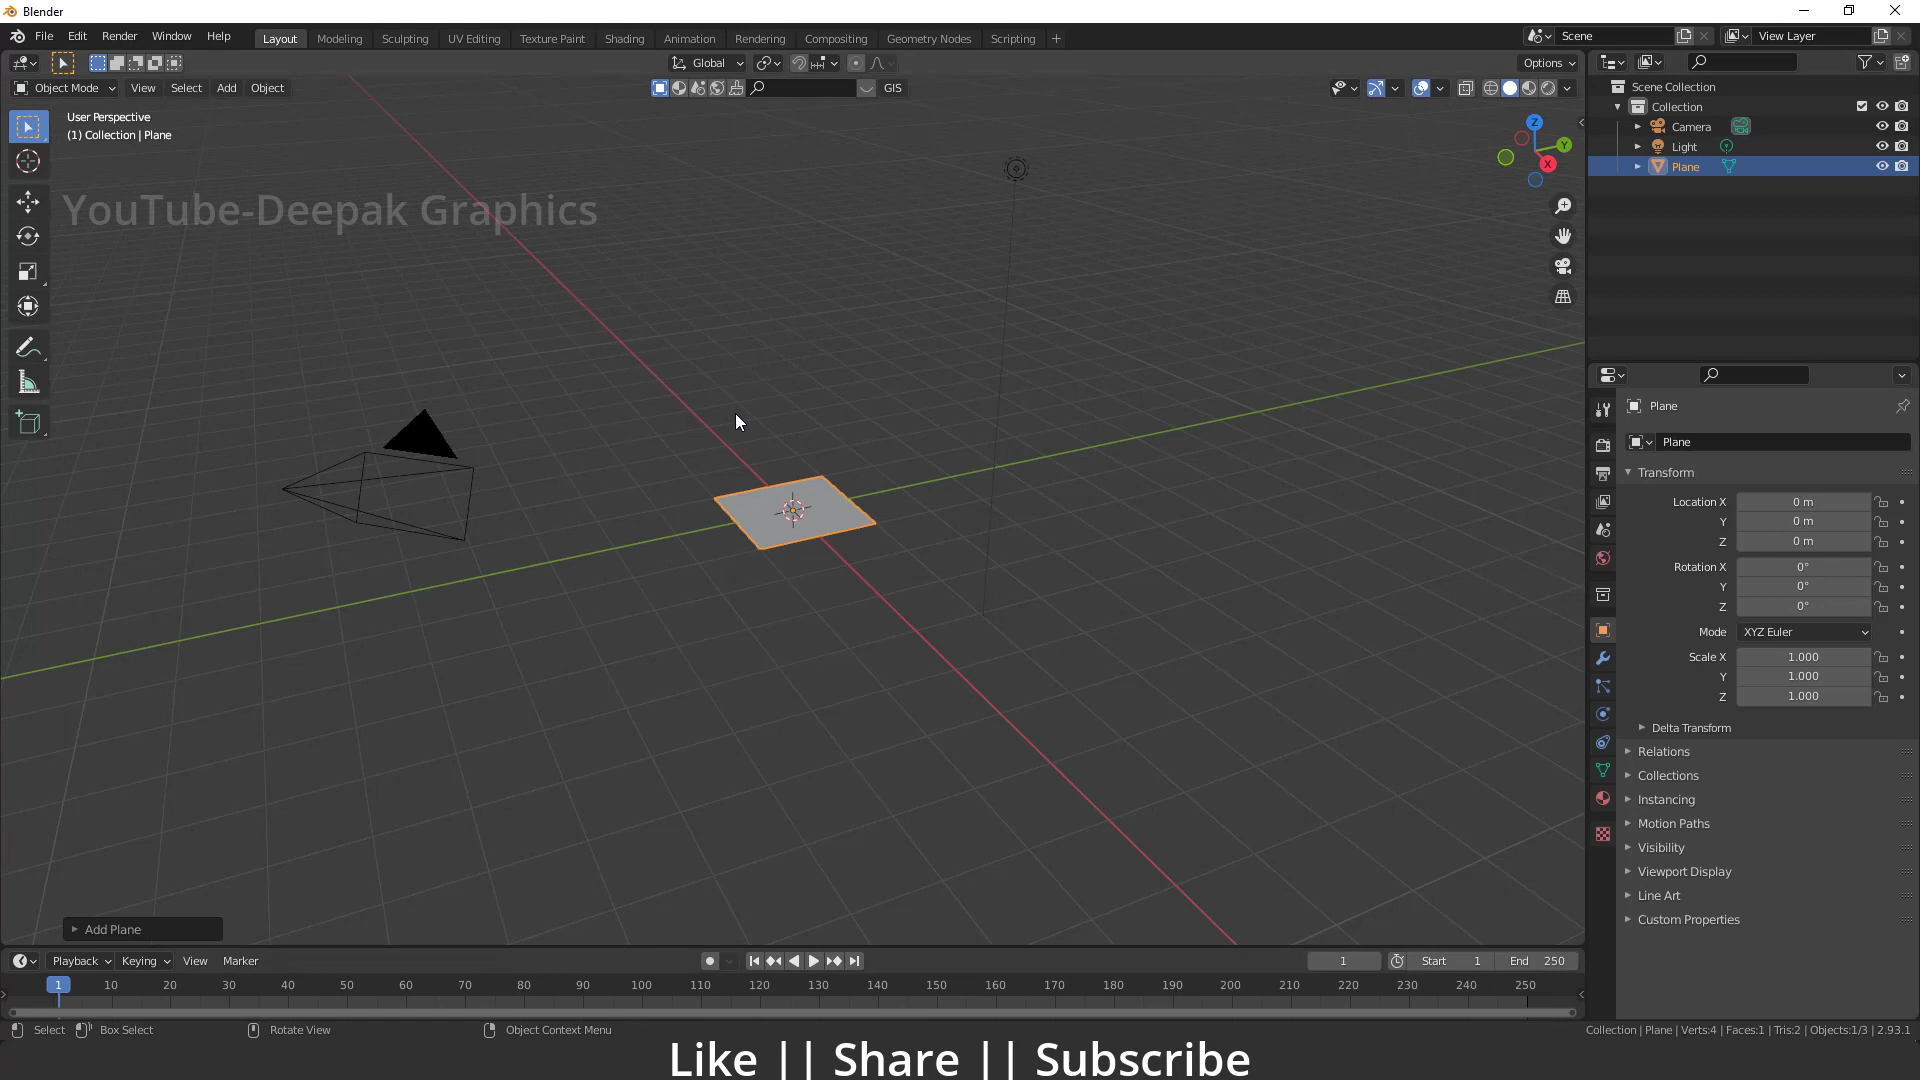 Blender
File Edit Render Window Help
Layout Modeling Sculpting UV Editing Texture Paint Shading Animation Rendering Compositing Geometry Nodes Scripting +
Scene
View Layer
Global
Options
Object Mode View Select Add Object
GIS
User Perspective
(1) Collection | Plane
YouTube-Deepak Graphics
Z
Y
X
Scene Collection
Collection
Camera
Light
Plane
Plane
Plane
Transform
Location X 0 m
Y 0 m
Z 0 m
Rotation X 0°
Y 0°
Z 0°
Mode XYZ Euler
Scale X 1.000
Y 1.000
Z 1.000
Delta Transform
Relations
Collections
Instancing
Motion Paths
Visibility
Viewport Display
Line Art
Custom Properties
Add Plane
Playback Keying View Marker
1
Start 1 End 250
1 10 20 30 40 50 60 70 80 90 100 110 120 130 140 150 160 170 180 190 200 210 220 230 240 250
Select Box Select Rotate View Object Context Menu
Collection | Plane | Verts:4 | Faces:1 | Tris:2 | Objects:1/3 | 2.93.1
Like || Share || Subscribe